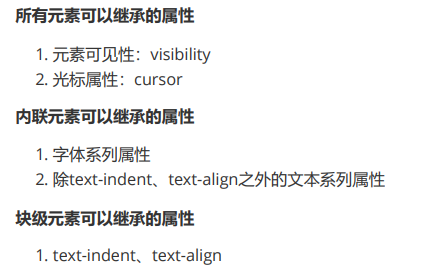 所有元素可以继承的属性
1. 元素可见性：visibility
2. 光标属性：cursor
内联元素可以继承的属性
1. 字体系列属性
2. 除text-indent、text-align之外的文本系列属性
块级元素可以继承的属性
1. text-indent、text-align